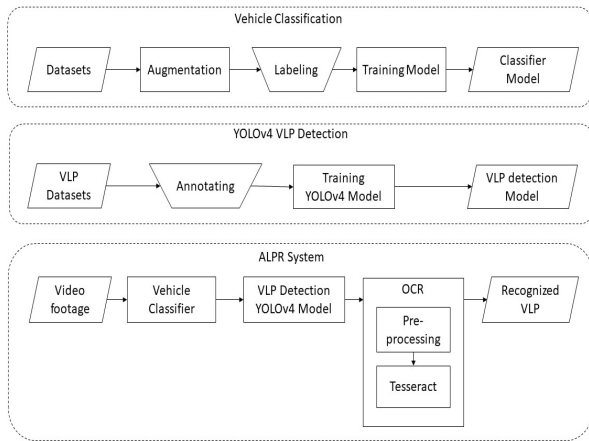 Vehicle Classification
Datasets
Augmentation
Labeling
Training Model
Classifier
Model
YOLOv4 VLP Detection
VLP
Datasets
Annotating
Training
YOLOv4 Model
VLP detection
Model
ALPR System
Video
footage
Vehicle
Classifier
VLP Detection
YOLOv4 Model
OCR
Pre-
processing
Tesseract
Recognized
VLP